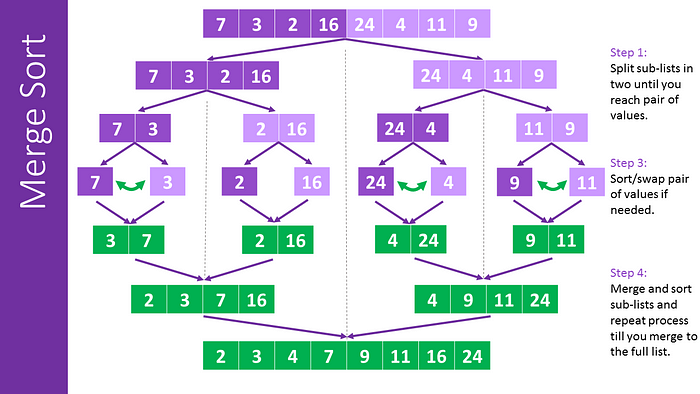 Merge Sort
7 3 2 16 24 4 11 9
7 3 2 16
24 4 11 9
Step 1:
Split sub-lists in
two until you
reach pair of
values.
7 3
2 16
24 4
11 9
7
3
2
16
24
4
9
11
Step 3:
Sort/swap pair
of values if
needed.
3 7
2 16
4 24
9 11
2 3 7 16
4 9 11 24
Step 4:
Merge and sort
sub-lists and
repeat process
till you merge to
the full list.
2 3 4 7 9 11 16 24